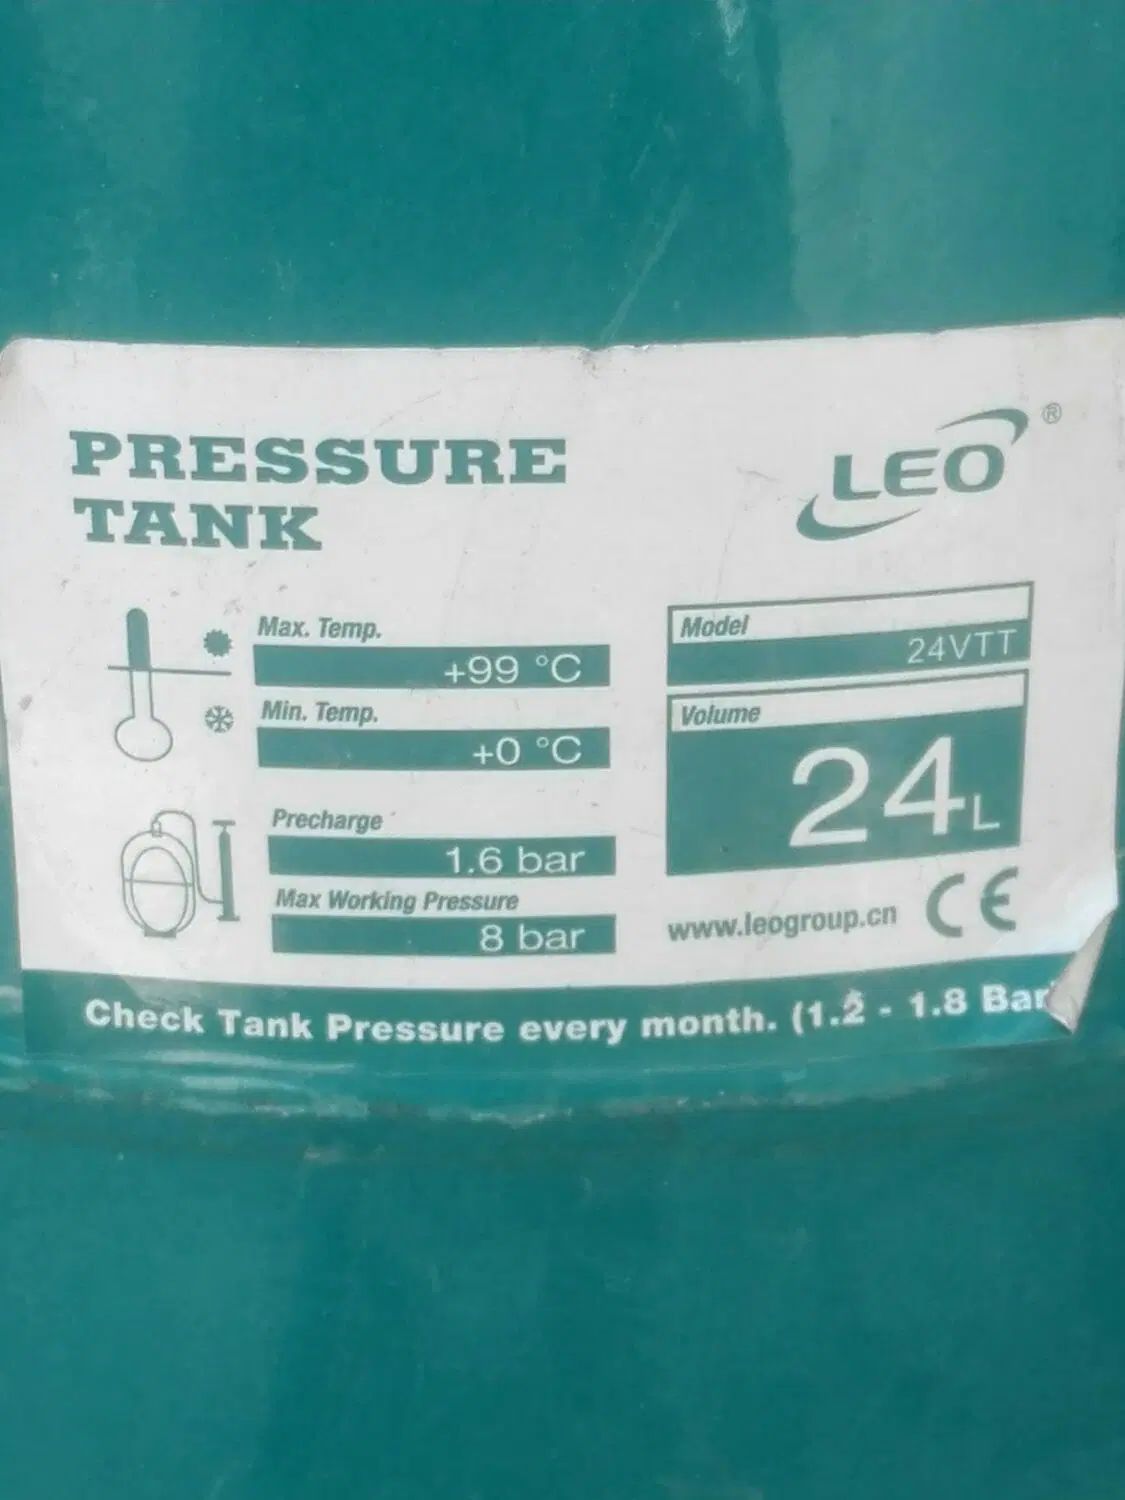 PRESSURE
TANK
LEO ®
Max. Temp.
+99 °C
Min. Temp.
+0 °C
Precharge
1.6 bar
Max Working Pressure
8 bar
Model
24VTT
Volume
24L
www.leogroup.cn
CE
Check Tank Pressure every month. (1.2 - 1.8 Bar